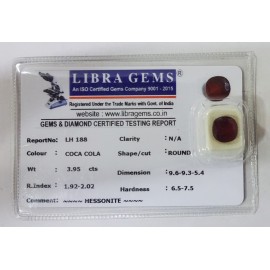 LIBRA GEMS®
An ISO Certified Gems Company 9001 - 2015
Registered Under the Trade Marks with Govt. of India
www.libragems.co.in
GEMS & DIAMOND CERTIFIED TESTING REPORT
ReportNo: LH 188 Clarity : N/A
Colour : COCA COLA Shape/cut : ROUND
Wt : 3.95 cts Dimension : 9.6-9.3-5.4
R.index : 1.92-2.02 Hardness : 6.5-7.5
Comment : ~~~~ HESSONITE ~~~~